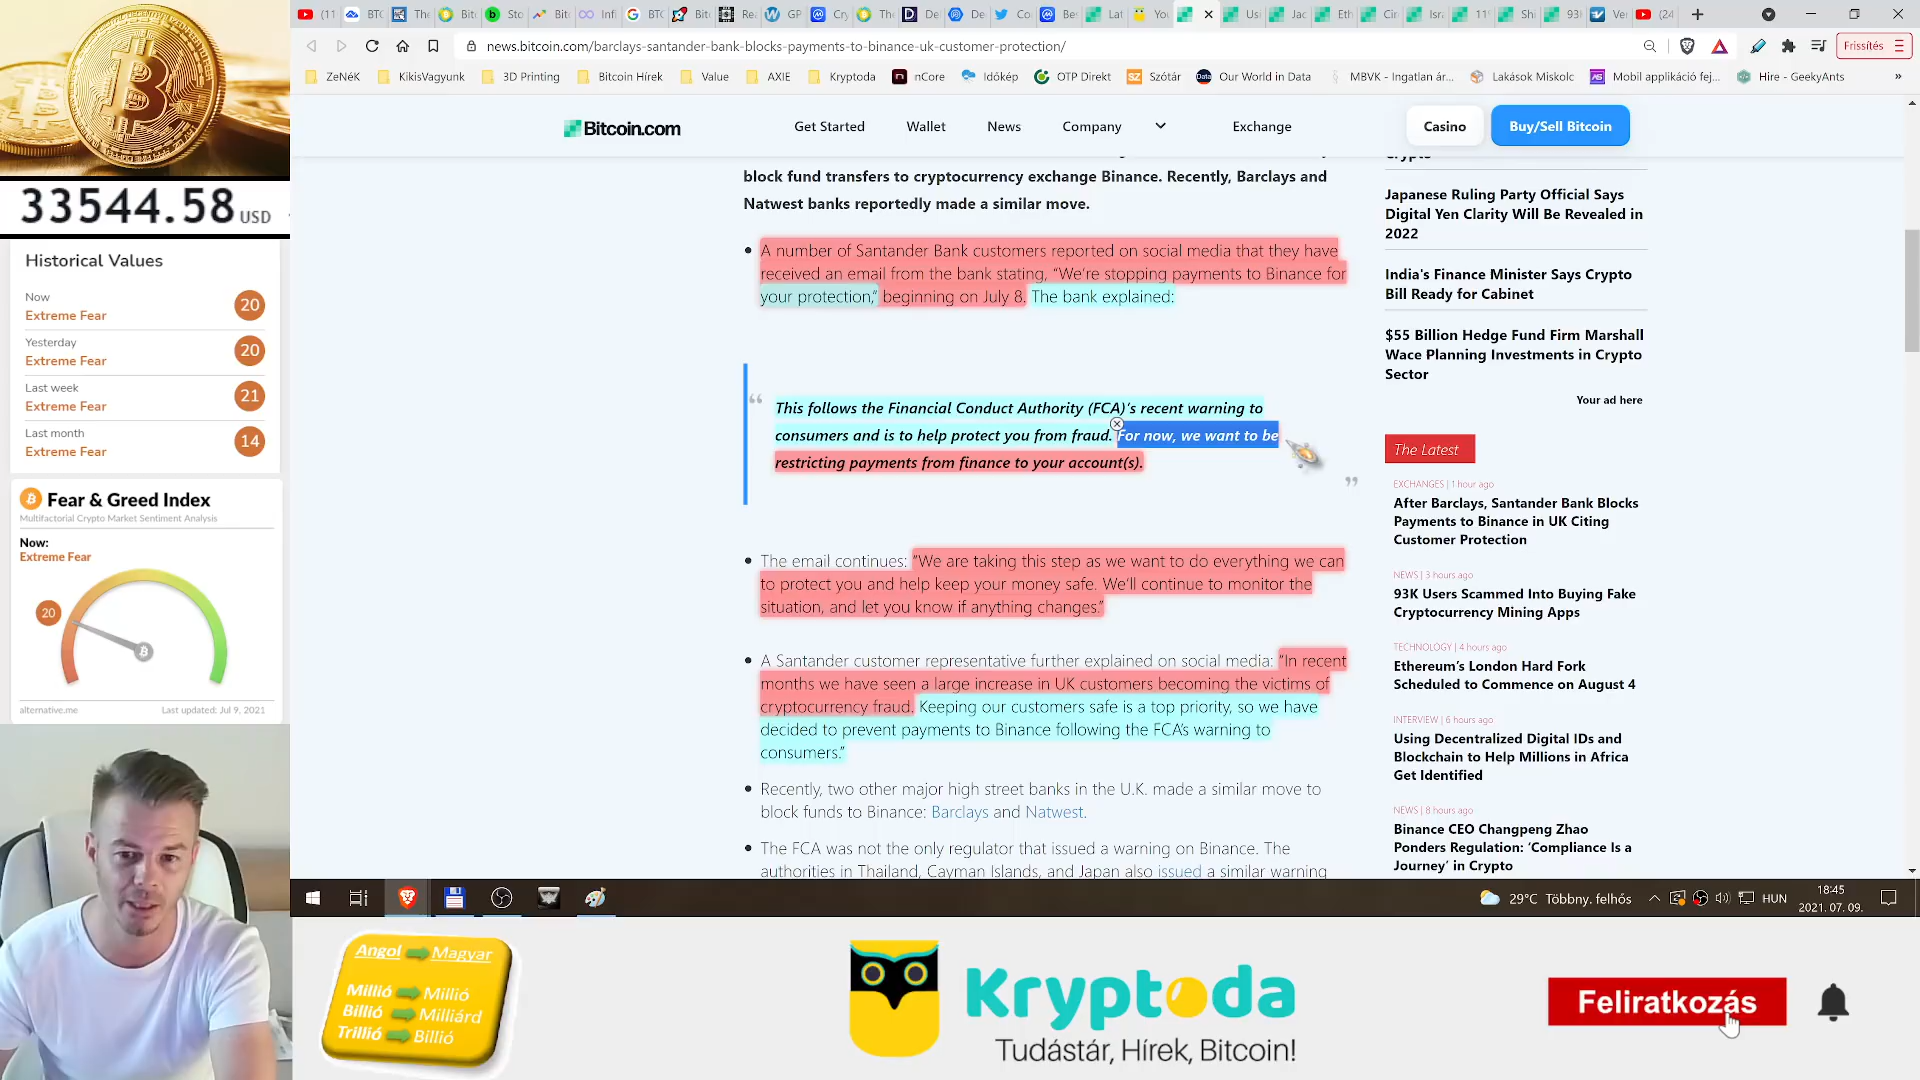 33544.58 USD
Historical Values
Now
Extreme Fear
20
Yesterday
Extreme Fear
20
Last week
Extreme Fear
21
Last month
Extreme Fear
14
Fear & Greed Index
Multifactorial Crypto Market Sentiment Analysis
Now:
Extreme Fear
20
alternative.me
Last updated: Jul 9, 2021
news.bitcoin.com/barclays-santander-bank-blocks-payments-to-binance-uk-customer-protection/
Frissítés
ZeNéK
KikisVagyunk
3D Printing
Bitcoin Hírek
Value
AXIE
Kryptoda
nCore
Időkép
OTP Direkt
Szótár
Our World in Data
MBVK - Ingatlan ár...
Lakások Miskolc
Mobil applikáció fej...
Hire - GeekyAnts
»
Bitcoin.com
Get Started
Wallet
News
Company
Exchange
Casino
Buy/Sell Bitcoin
block fund transfers to cryptocurrency exchange Binance. Recently, Barclays and
Natwest banks reportedly made a similar move.
A number of Santander Bank customers reported on social media that they have
received an email from the bank stating, “We’re stopping payments to Binance for
your protection,” beginning on July 8. The bank explained:
This follows the Financial Conduct Authority (FCA)’s recent warning to
consumers and is to help protect you from fraud. For now, we want to be
restricting payments from finance to your account(s).
The email continues: “We are taking this step as we want to do everything we can
to protect you and help keep your money safe. We’ll continue to monitor the
situation, and let you know if anything changes.”
A Santander customer representative further explained on social media: “In recent
months we have seen a large increase in UK customers becoming the victims of
cryptocurrency fraud. Keeping our customers safe is a top priority, so we have
decided to prevent payments to Binance following the FCA’s warning to
consumers.”
Recently, two other major high street banks in the U.K. made a similar move to
block funds to Binance: Barclays and Natwest.
The FCA was not the only regulator that issued a warning on Binance. The
authorities in Thailand, Cayman Islands, and Japan also issued a similar warning
Crypto
Japanese Ruling Party Official Says
Digital Yen Clarity Will Be Revealed in
2022
India's Finance Minister Says Crypto
Bill Ready for Cabinet
$55 Billion Hedge Fund Firm Marshall
Wace Planning Investments in Crypto
Sector
Your ad here
The Latest
EXCHANGES | 1 hour ago
After Barclays, Santander Bank Blocks
Payments to Binance in UK Citing
Customer Protection
NEWS | 3 hours ago
93K Users Scammed Into Buying Fake
Cryptocurrency Mining Apps
TECHNOLOGY | 4 hours ago
Ethereum’s London Hard Fork
Scheduled to Commence on August 4
INTERVIEW | 6 hours ago
Using Decentralized Digital IDs and
Blockchain to Help Millions in Africa
Get Identified
NEWS | 8 hours ago
Binance CEO Changpeng Zhao
Ponders Regulation: ‘Compliance Is a
Journey’ in Crypto
29°C Többny. felhős
HUN
18:45
2021. 07. 09.
Angol Magyar
Millió Millió
Billió Milliárd
Trillió Billió
Kryptoda
Tudástár, Hírek, Bitcoin!
Feliratkozás